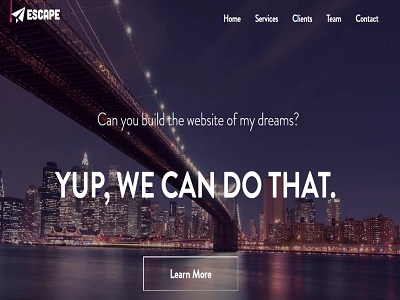 ESCAPE
Home Services Clients Team Contact
Can you build the website of my dreams?
YUP, WE CAN DO THAT.
Learn More